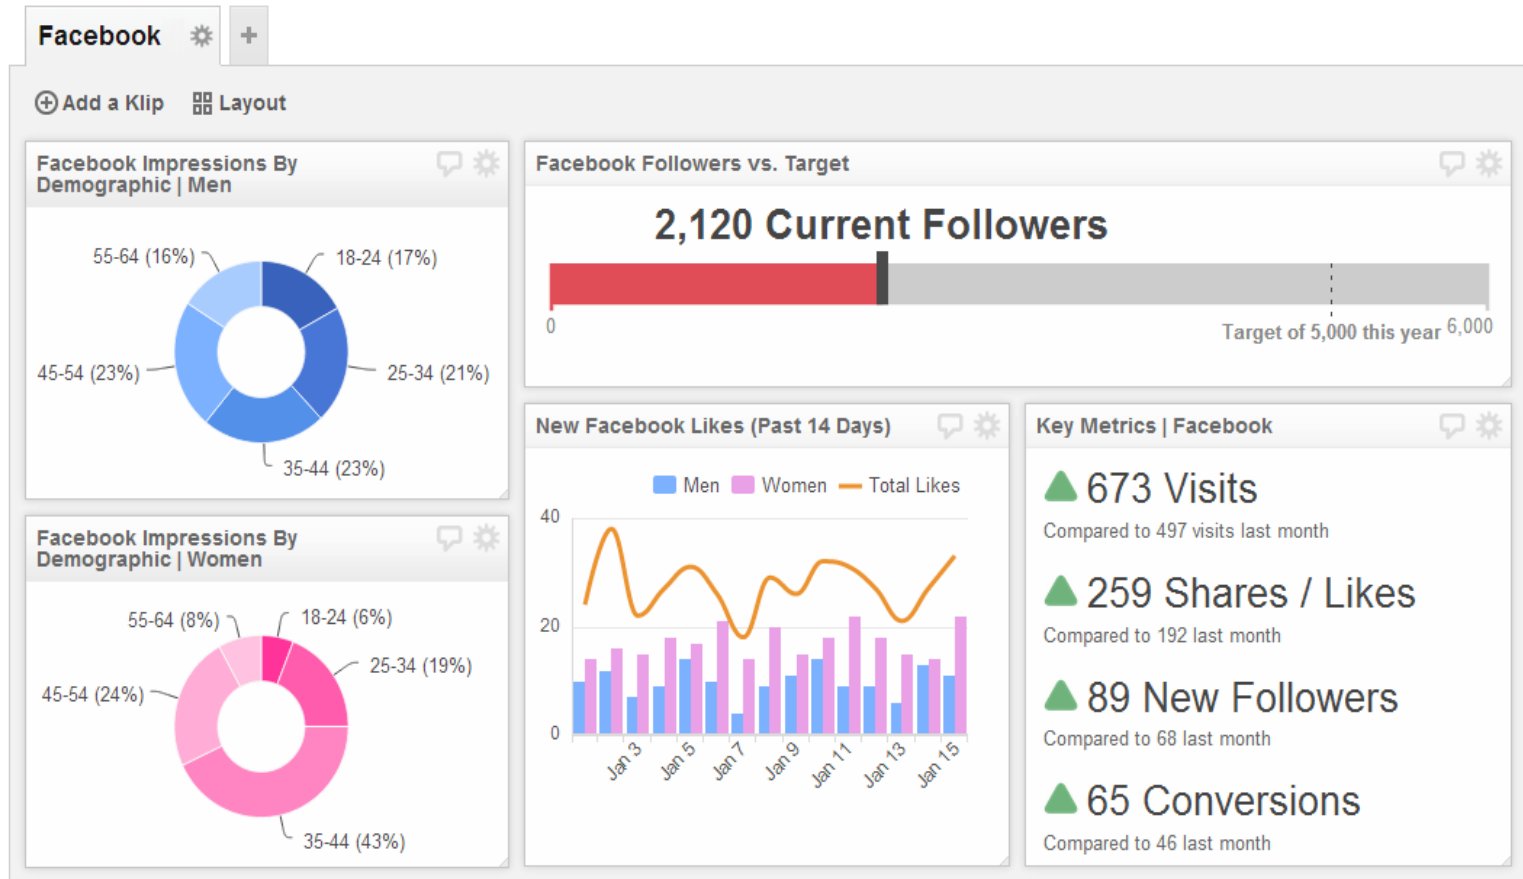 Facebook
+
Add a Klip
Layout
Facebook Impressions By
Demographic | Men
55-64 (16%)
18-24 (17%)
45-54 (23%)
25-34 (21%)
35-44 (23%)
Facebook Followers vs. Target
2,120 Current Followers
0
Target of 5,000 this year
6,000
Facebook Impressions By
Demographic | Women
55-64 (8%)
18-24 (6%)
25-34 (19%)
45-54 (24%)
35-44 (43%)
New Facebook Likes (Past 14 Days)
Men
Women
Total Likes
40
20
0
Jan 3
Jan 5
Jan 7
Jan 9
Jan 11
Jan 13
Jan 15
Key Metrics | Facebook
673 Visits
Compared to 497 visits last month
259 Shares / Likes
Compared to 192 last month
89 New Followers
Compared to 68 last month
65 Conversions
Compared to 46 last month